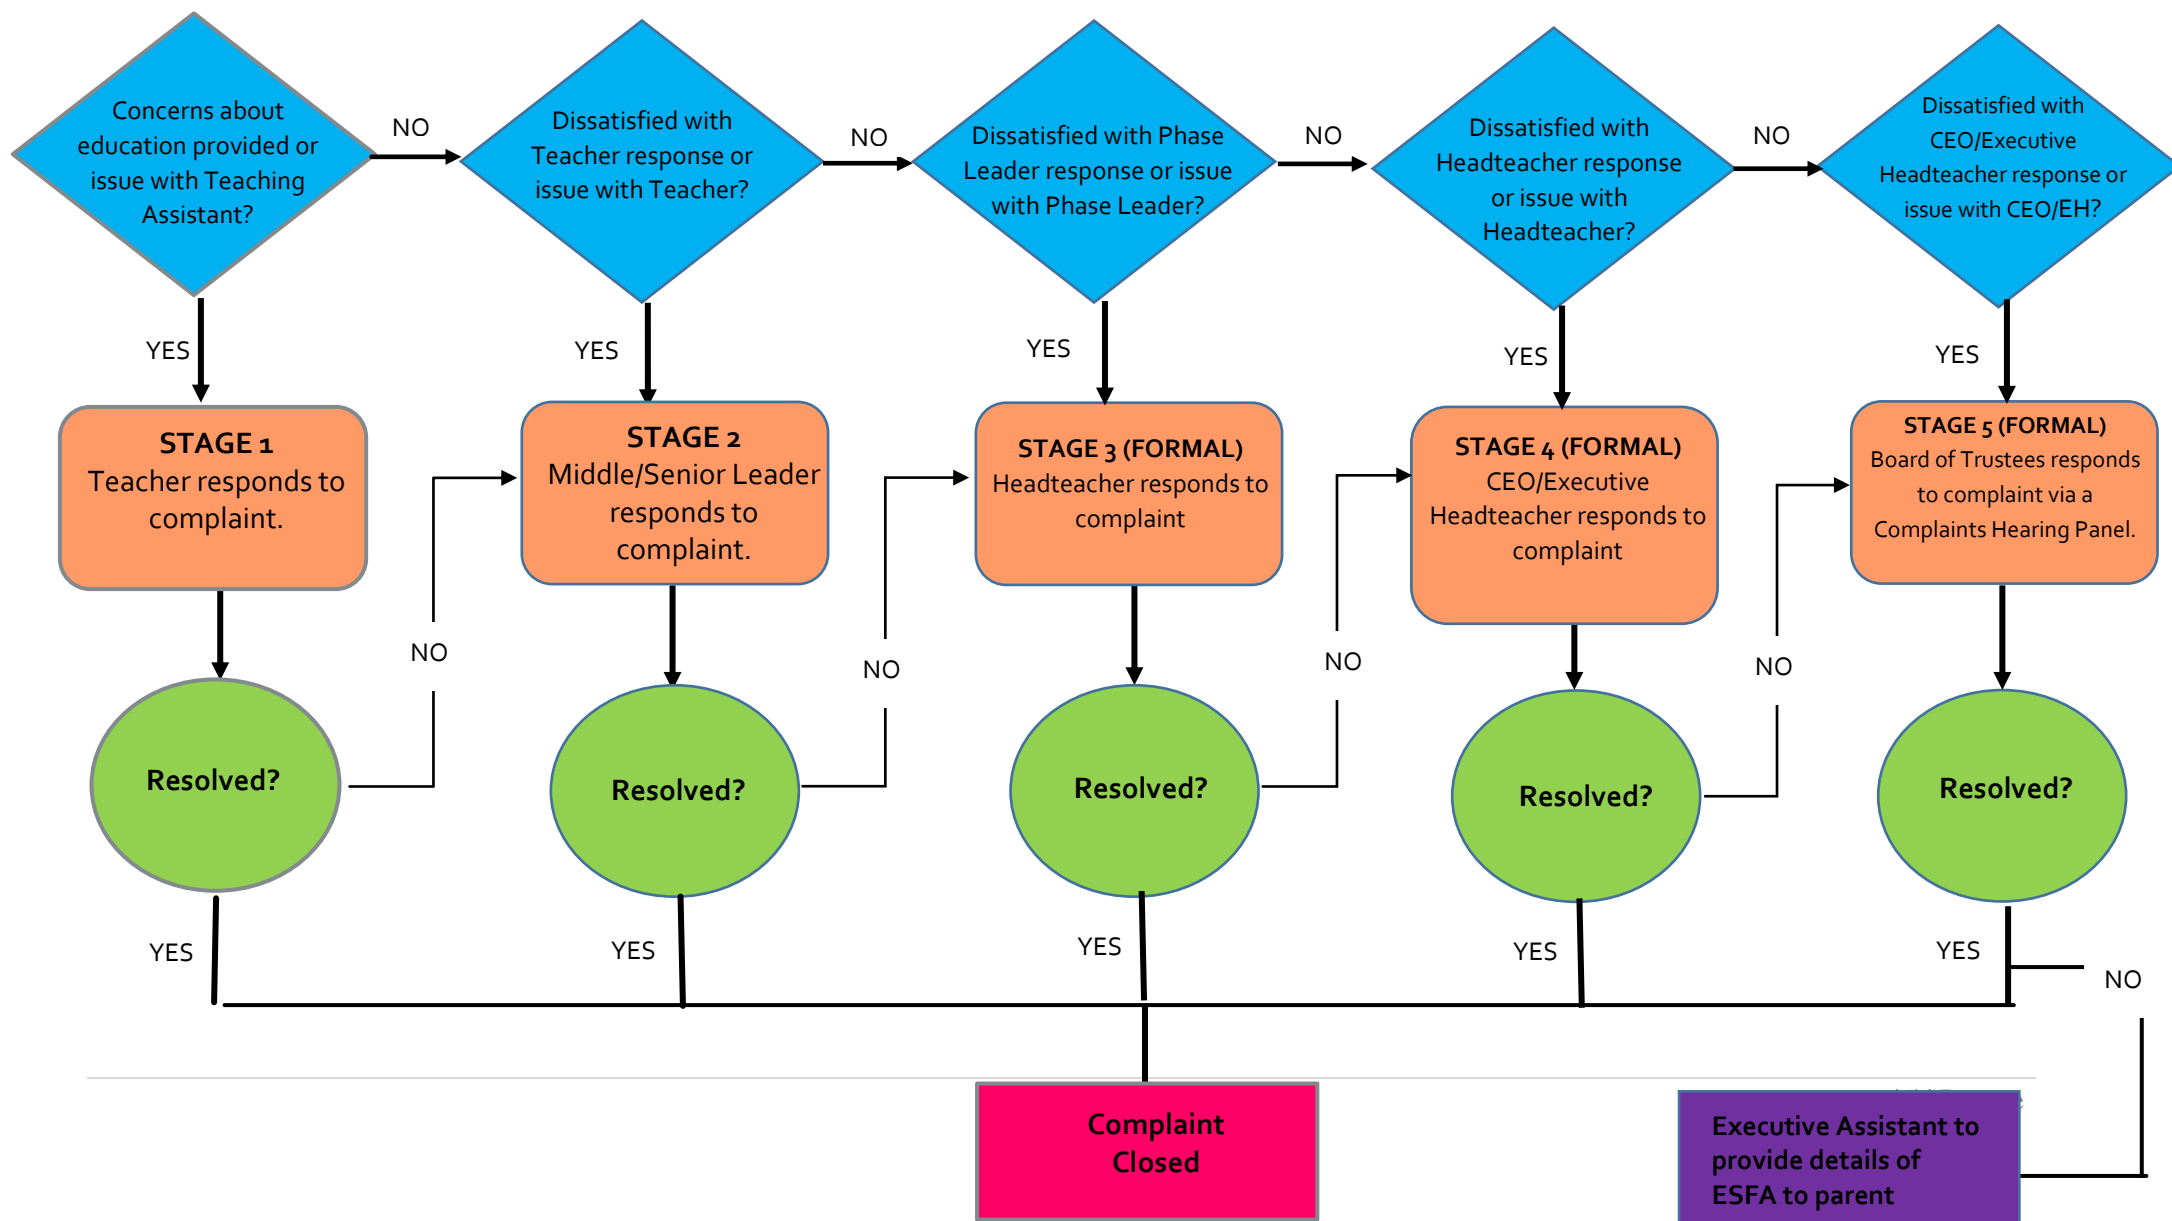 Concerns about
education provided or
issue with Teaching
Assistant?
NO
Dissatisfied with
Teacher response or
issue with Teacher?
NO
Dissatisfied with Phase
Leader response or issue
with Phase Leader?
NO
Dissatisfied with
Headteacher response
or issue with
Headteacher?
NO
Dissatisfied with
CEO/Executive
Headteacher response or
issue with CEO/EH?
YES
YES
YES
YES
YES
STAGE 1
Teacher responds to
complaint.
STAGE 2
Middle/Senior Leader
responds to
complaint.
STAGE 3 (FORMAL)
Headteacher responds to
complaint
STAGE 4 (FORMAL)
CEO/Executive
Headteacher responds to
complaint
STAGE 5 (FORMAL)
Board of Trustees responds
to complaint via a
Complaints Hearing Panel.
NO
NO
NO
NO
Resolved?
Resolved?
Resolved?
Resolved?
Resolved?
YES
YES
YES
YES
YES
NO
Complaint
Closed
Executive Assistant to
provide details of
ESFA to parent